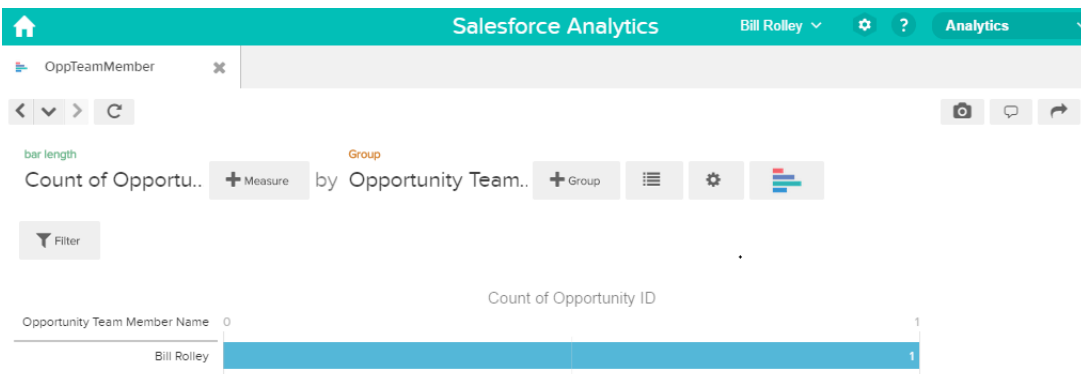 Salesforce Analytics Bill Rolley ? Analytics
OppTeamMember
bar length Group
Count of Opportu.. + Measure by Opportunity Team.. + Group
Filter
Count of Opportunity ID
Opportunity Team Member Name 0 1
Bill Rolley 1